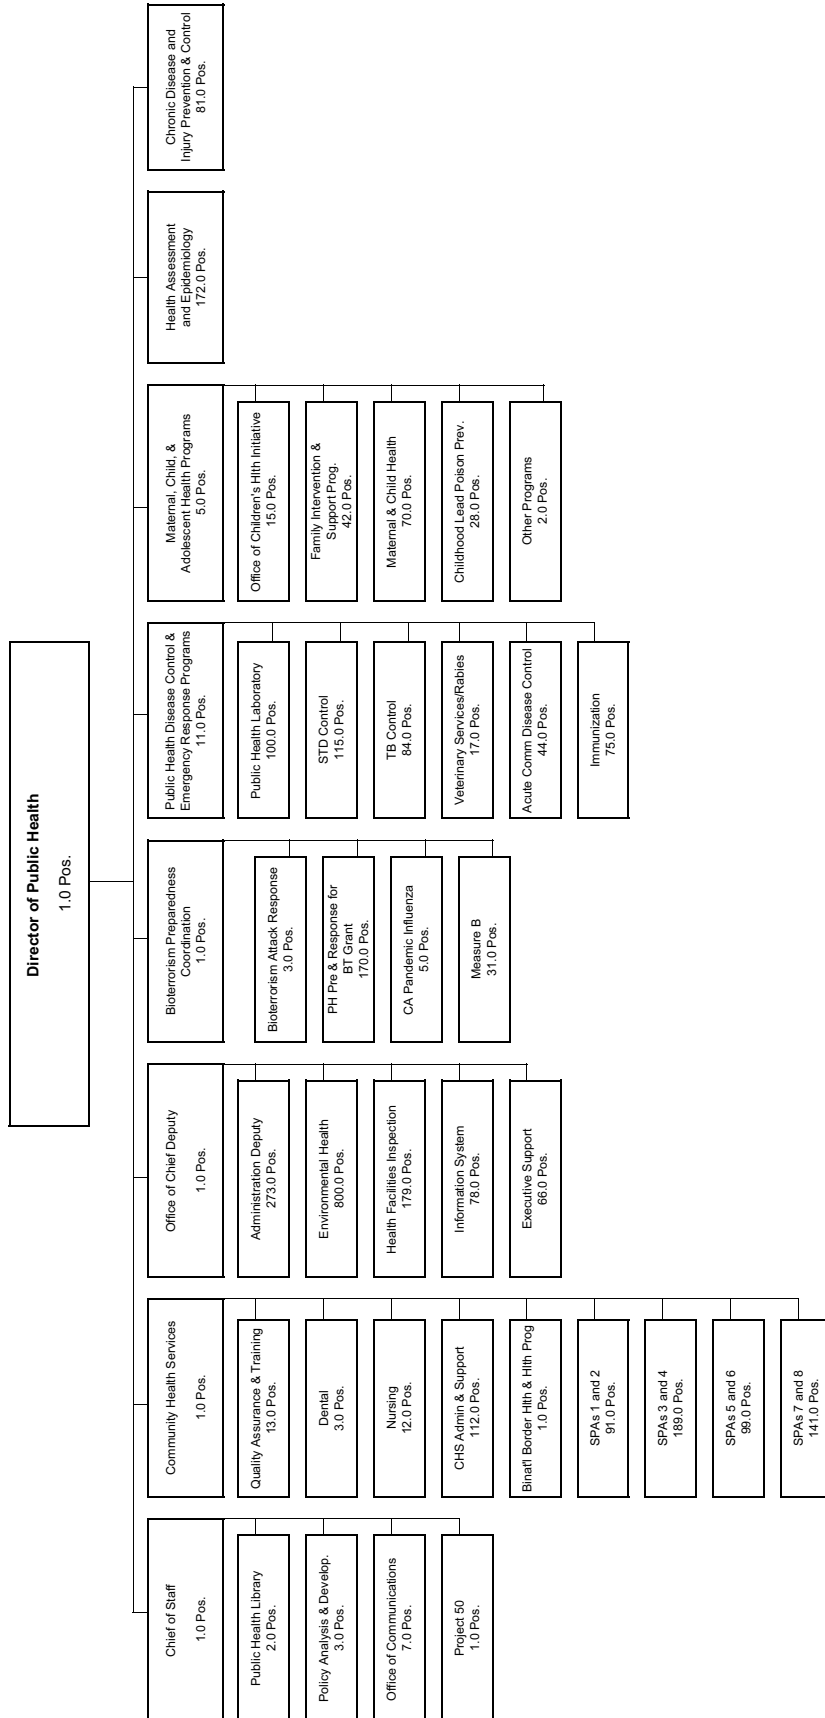 Director of Public Health
1.0 Pos.
Chief of Staff
1.0 Pos.
Public Health Library
2.0 Pos.
Policy Analysis & Develop.
3.0 Pos.
Office of Communications
7.0 Pos.
Project 50
1.0 Pos.
Community Health Services
1.0 Pos.
Quality Assurance & Training
13.0 Pos.
Dental
3.0 Pos.
Nursing
12.0 Pos.
CHS Admin & Support
112.0 Pos.
Binat'l Border Hlth & Hlth Prog
1.0 Pos.
SPAs 1 and 2
91.0 Pos.
SPAs 3 and 4
189.0 Pos.
SPAs 5 and 6
99.0 Pos.
SPAs 7 and 8
141.0 Pos.
Office of Chief Deputy
1.0 Pos.
Administration Deputy
273.0 Pos.
Environmental Health
800.0 Pos.
Health Facilities Inspection
179.0 Pos.
Information System
78.0 Pos.
Executive Support
66.0 Pos.
Bioterrorism Preparedness
Coordination
1.0 Pos.
Bioterrorism Attack Response
3.0 Pos.
PH Pre & Response for
BT Grant
170.0 Pos.
CA Pandemic Influenza
5.0 Pos.
Measure B
31.0 Pos.
Public Health Disease Control &
Emergency Response Programs
11.0 Pos.
Public Health Laboratory
100.0 Pos.
STD Control
115.0 Pos.
TB Control
84.0 Pos.
Veterinary Services/Rabies
17.0 Pos.
Acute Comm Disease Control
44.0 Pos.
Immunization
75.0 Pos.
Maternal, Child, &
Adolescent Health Programs
5.0 Pos.
Office of Children's Hlth Initiative
15.0 Pos.
Family Intervention &
Support Prog.
42.0 Pos.
Maternal & Child Health
70.0 Pos.
Childhood Lead Poison Prev.
28.0 Pos.
Other Programs
2.0 Pos.
Health Assessment
and Epidemiology
172.0 Pos.
Chronic Disease and
Injury Prevention & Control
81.0 Pos.